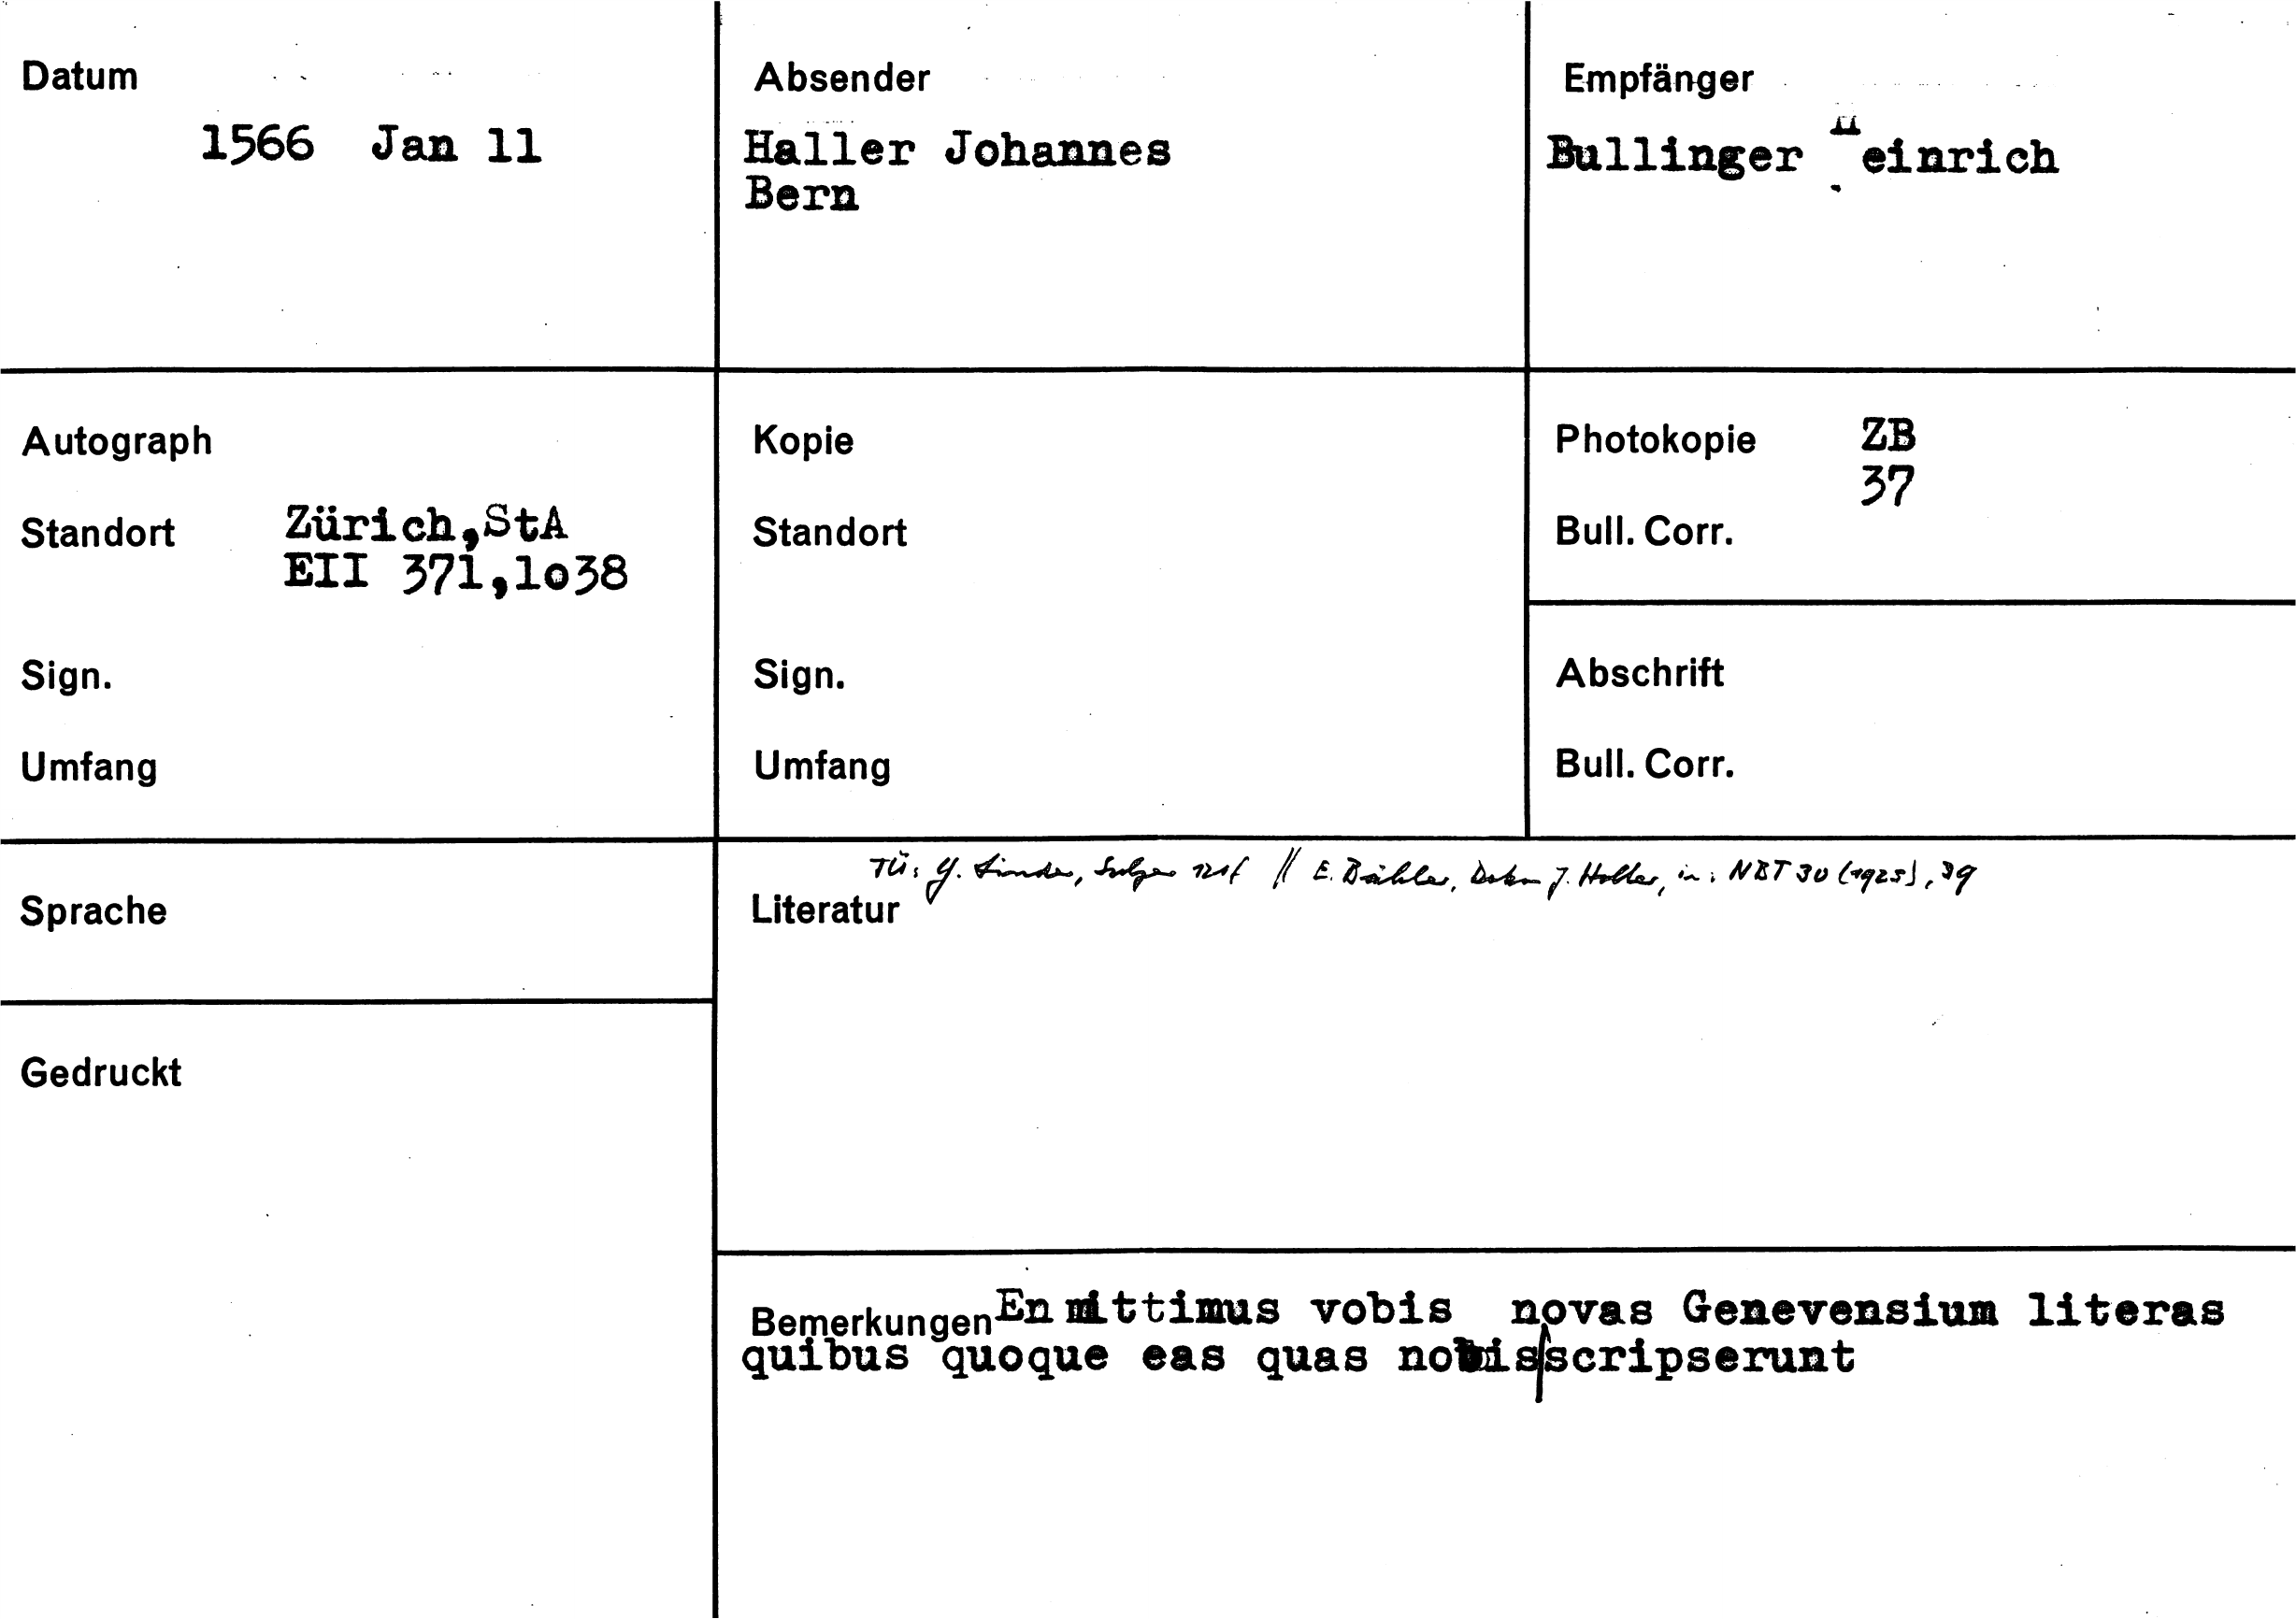 Datum
1566 Jan 11
Absender
Haller Johannes
Bern
Empfänger
Bullinger Heinrich
Autograph
Standort Zürich,StA
EII 371,1o38
Sign.
Umfang
Kopie
Standort
Sign.
Umfang
Photokopie ZB
37
Bull. Corr.
Abschrift
Bull. Corr.
Sprache
Gedruckt
TÜ: G. Linder, Sulzer 121f // E. Bähler, Dekan J. Haller, in: NBT 30 (1925), 39
Literatur
Bemerkungen En mittimus vobis novas Genevensium literas
quibus quoque eas quas nobis scripserunt